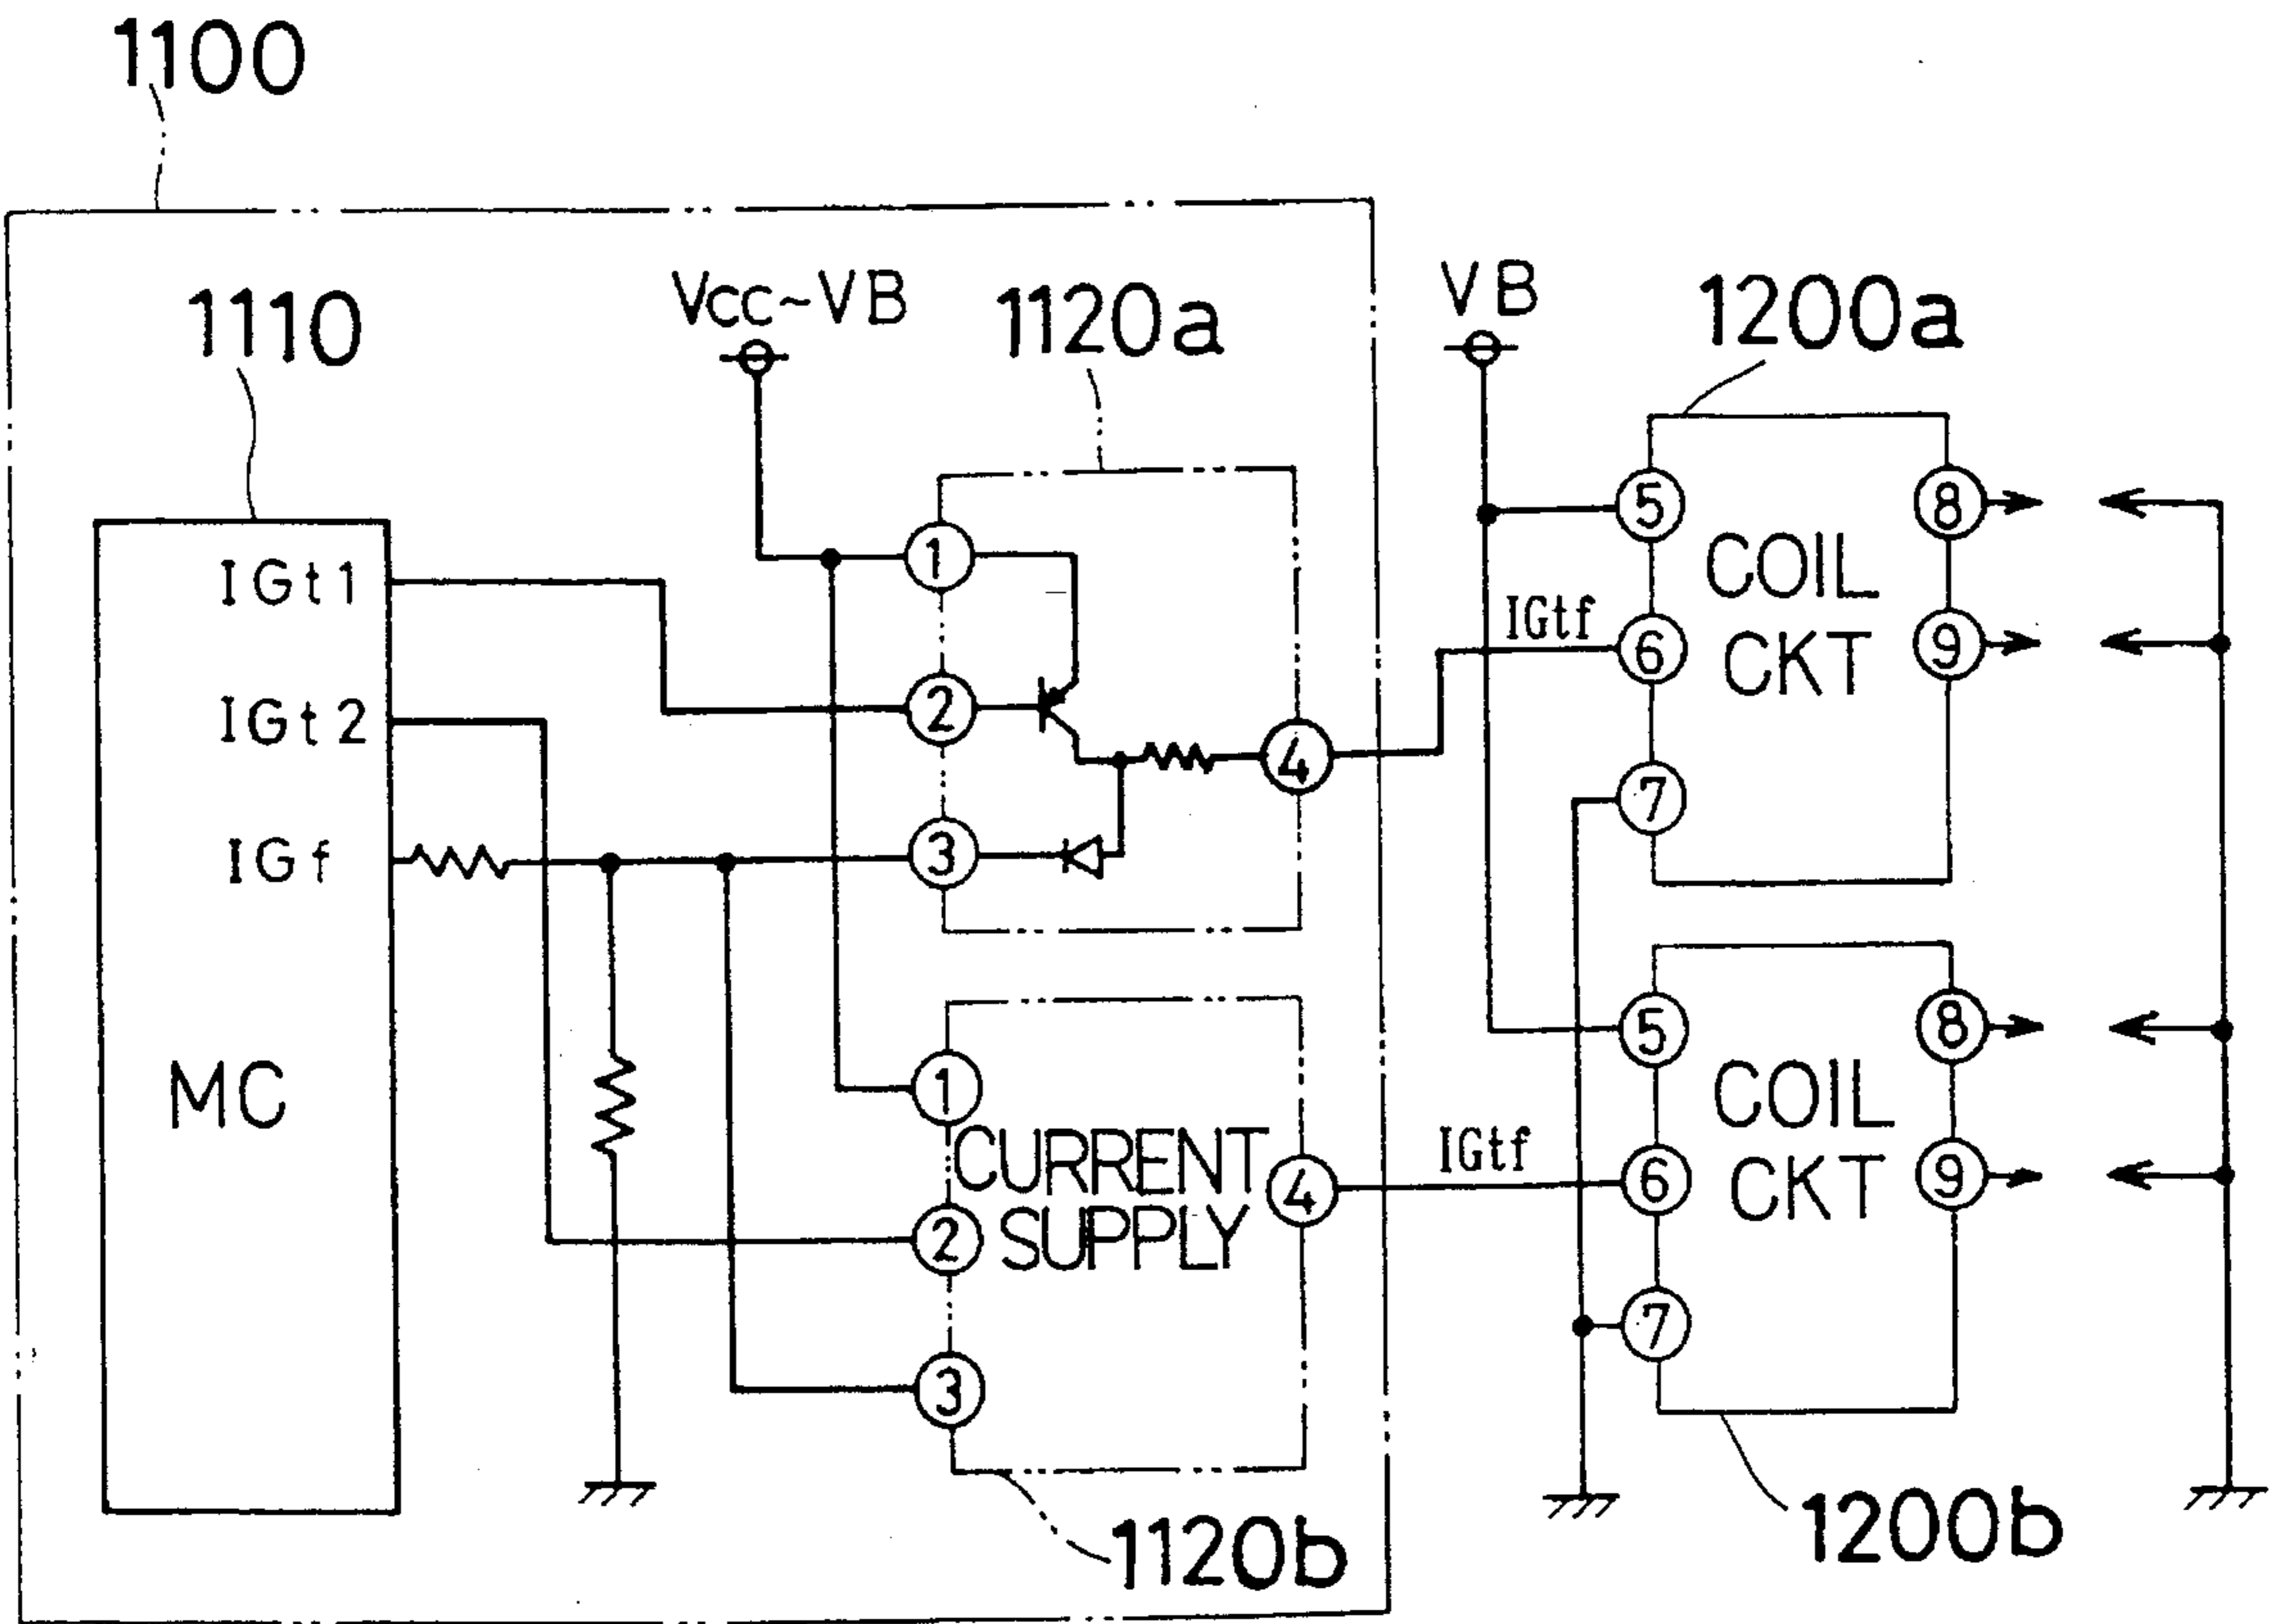 1100
1110
Vcc~VB
1120a
VB
1200a
IGt1
IGt2
IGf
MC
1
2
3
4
IGtf
5
6
7
8
9
COIL
CKT
1
2
3
4
CURRENT
SUPPLY
IGtf
5
6
7
8
9
COIL
CKT
1120b
1200b